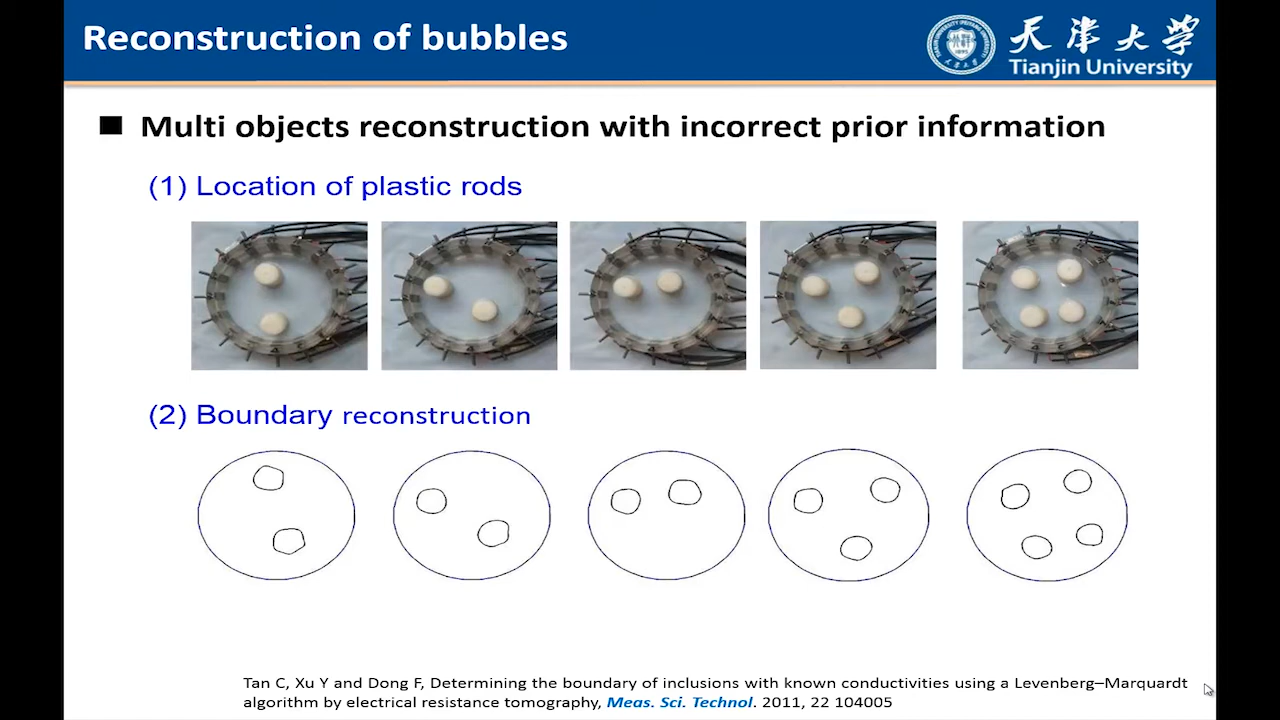 Reconstruction of bubbles
天津大学
Tianjin University
Multi objects reconstruction with incorrect prior information
(1) Location of plastic rods
(2) Boundary reconstruction
Tan C, Xu Y and Dong F, Determining the boundary of inclusions with known conductivities using a Levenberg–Marquardt
algorithm by electrical resistance tomography, Meas. Sci. Technol. 2011, 22 104005